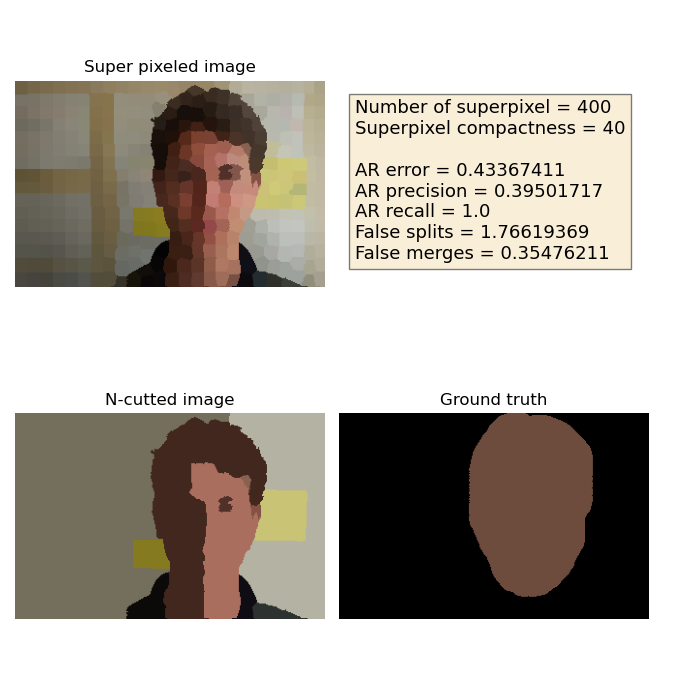 Super pixeled image
Number of superpixel = 400
Superpixel compactness = 40
AR error = 0.43367411
AR precision = 0.39501717
AR recall = 1.0
False splits = 1.76619369
False merges = 0.35476211
N-cutted image
Ground truth